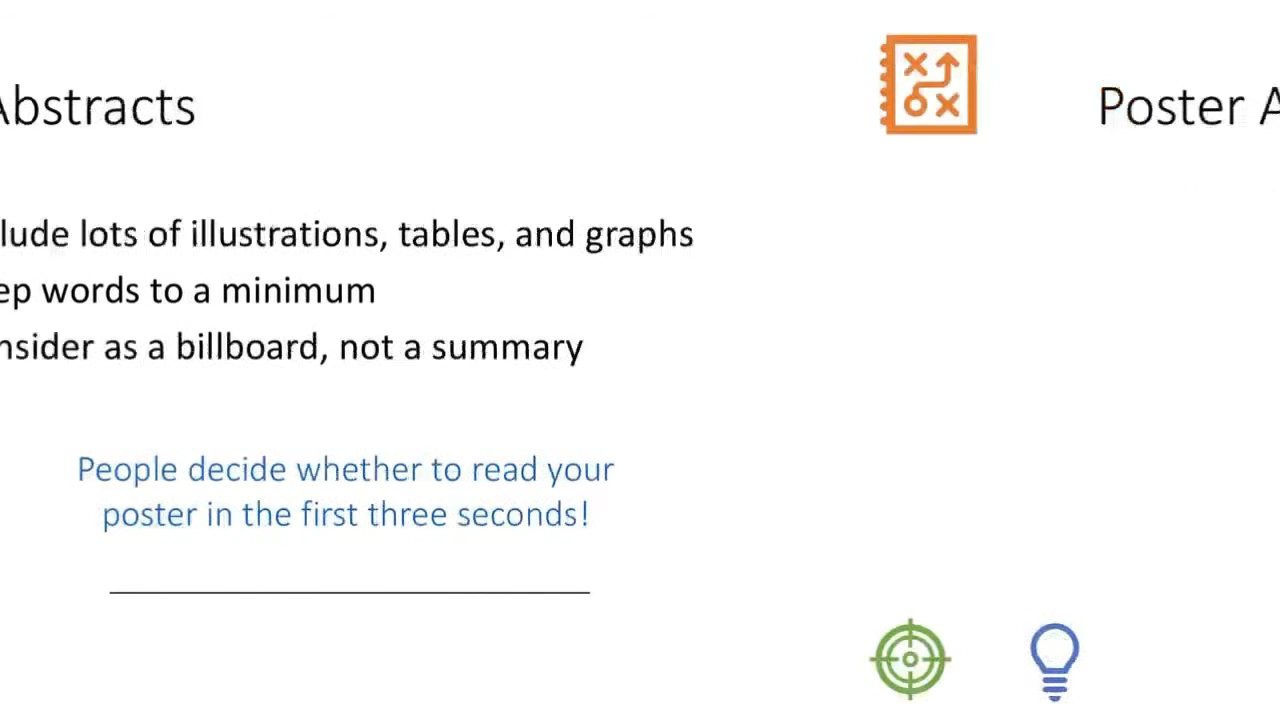 Abstracts
Poster A
lude lots of illustrations, tables, and graphs
ep words to a minimum
nsider as a billboard, not a summary
People decide whether to read your
poster in the first three seconds!